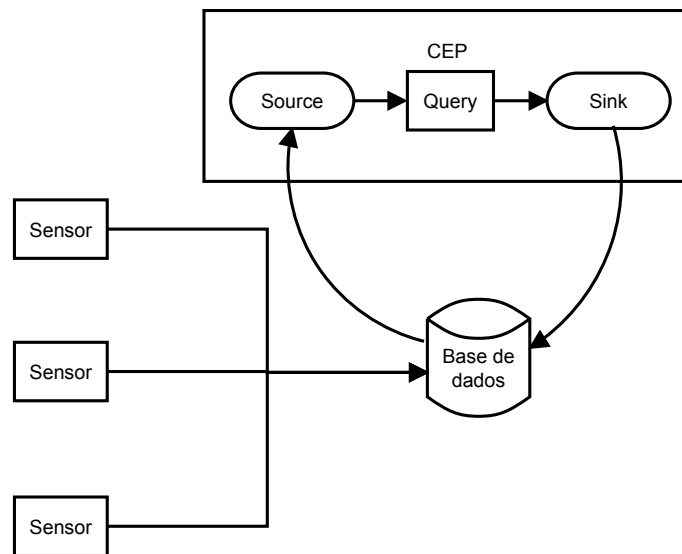 CEP
Source
Query
Sink
Sensor
Sensor
Base de
dados
Sensor